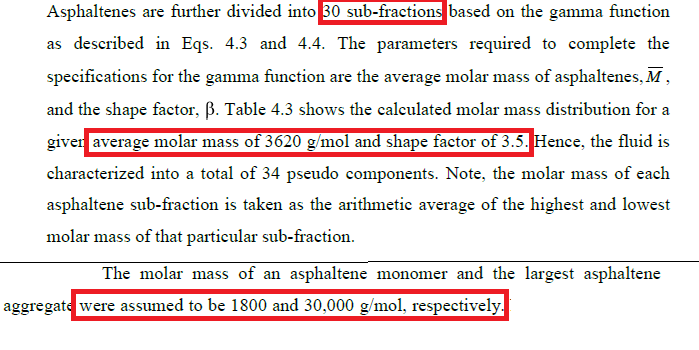 Asphaltenes are further divided into 30 sub-fractions based on the gamma function
as described in Eqs. 4.3 and 4.4. The parameters required to complete the
specifications for the gamma function are the average molar mass of asphaltenes, M̅ ,
and the shape factor, β. Table 4.3 shows the calculated molar mass distribution for a
given average molar mass of 3620 g/mol and shape factor of 3.5. Hence, the fluid is
characterized into a total of 34 pseudo components. Note, the molar mass of each
asphaltene sub-fraction is taken as the arithmetic average of the highest and lowest
molar mass of that particular sub-fraction.
The molar mass of an asphaltene monomer and the largest asphaltene
aggregate were assumed to be 1800 and 30,000 g/mol, respectively.